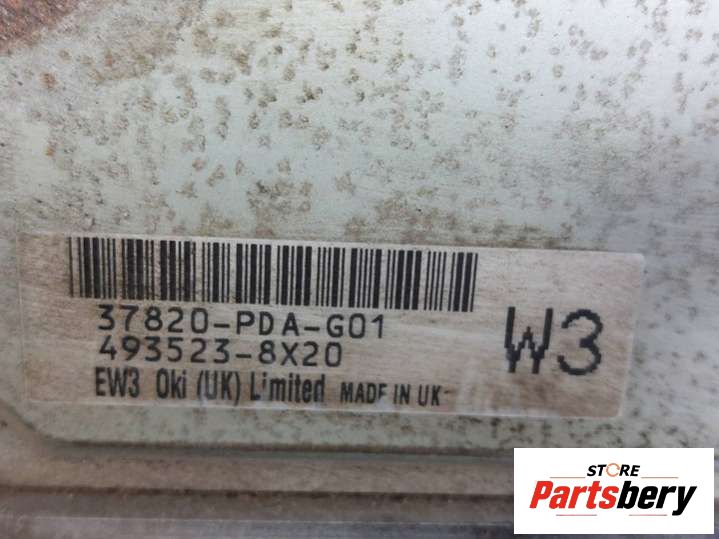 37820-PDA-G01
493523-8X20
EW3 Oki (UK) Limited MADE IN UK
W3
STORE
Partsbery